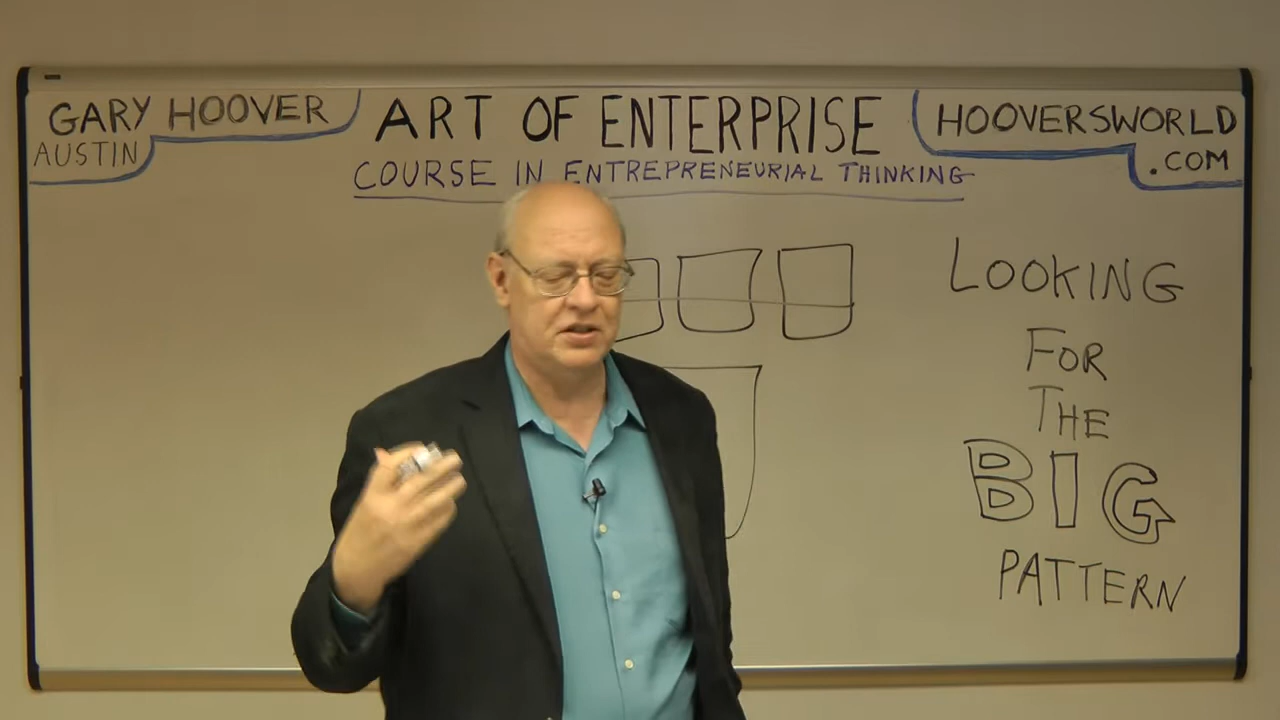 GARY HOOVER
AUSTIN
ART OF ENTERPRISE
COURSE IN ENTREPRENEURIAL THINKING
HOOVERSWORLD
.COM
LOOKING
FOR
THE
BIG
PATTERN